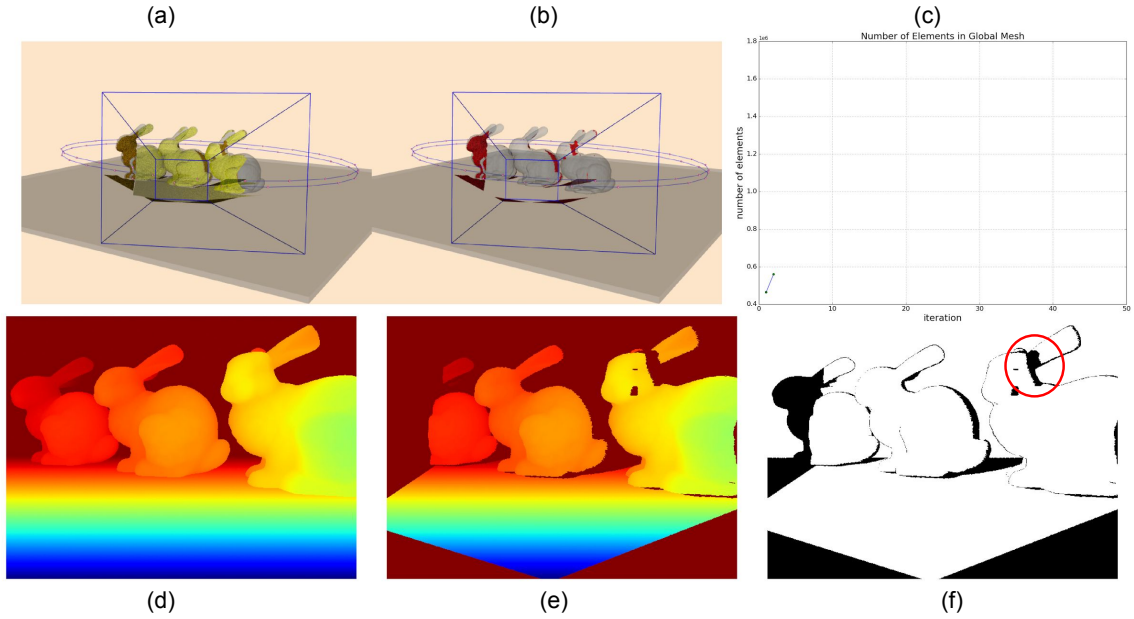 (a)
(b)
(c)
Number of Elements in Global Mesh
1e6
1.8
1.6
1.4
1.2
1.0
0.8
0.6
0.4
number of elements
0
10
20
30
40
50
iteration
(d)
(e)
(f)